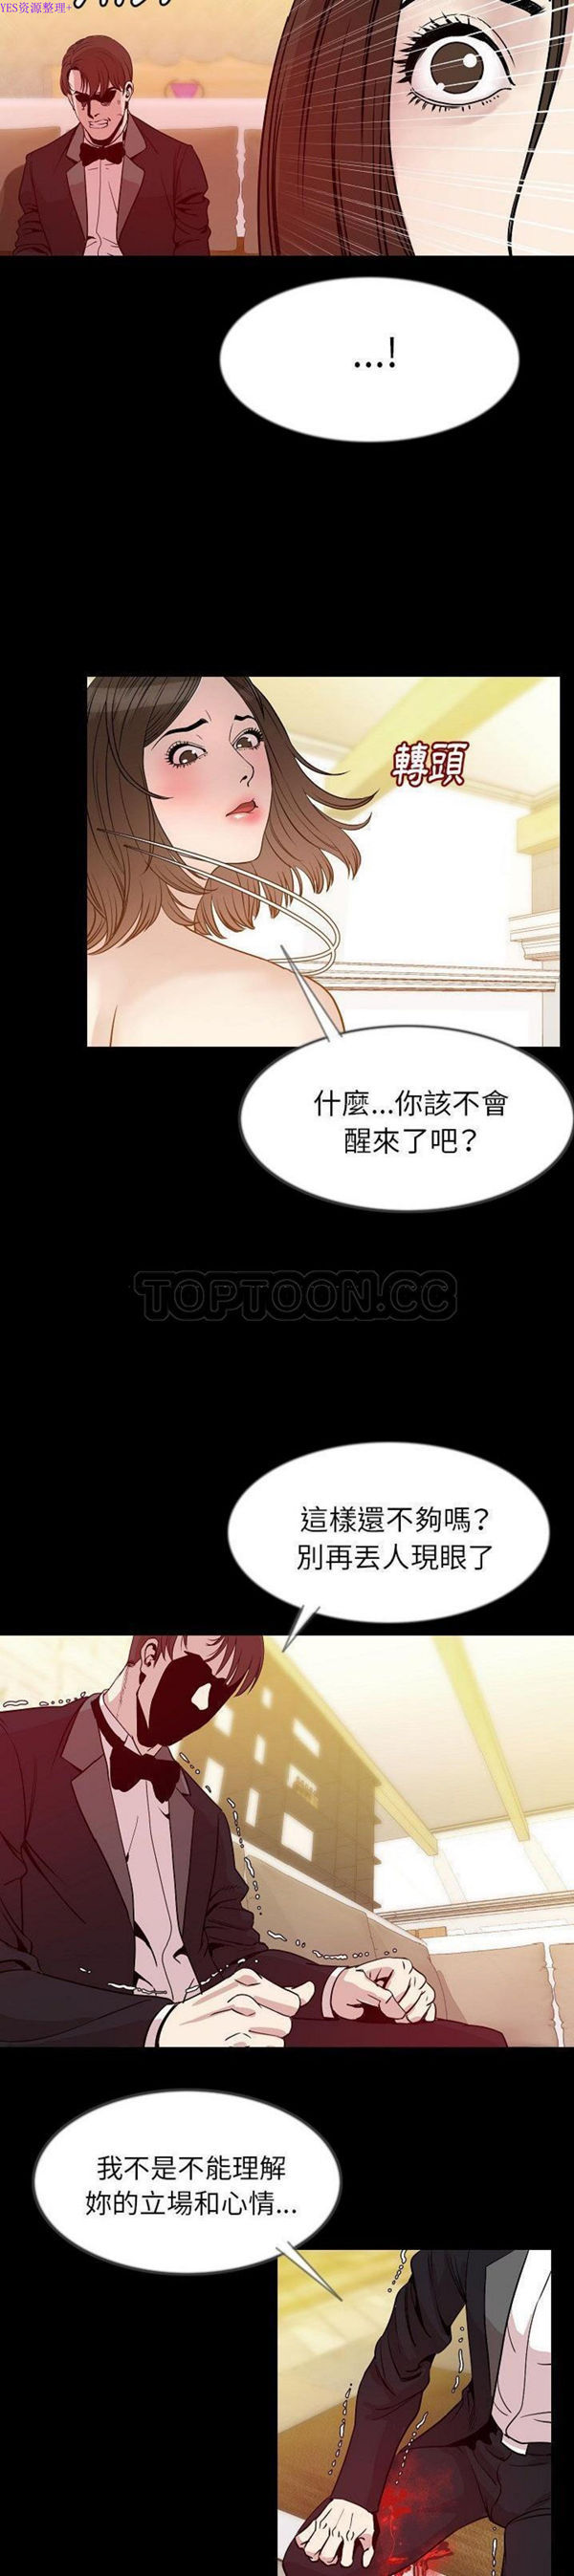 YES资源整理+
...!
轉頭
什麼...你該不會
醒來了吧?
TOPTOON.CC
這樣還不夠嗎?
別再丟人現眼了
我不是不能理解
妳的立場和心情...